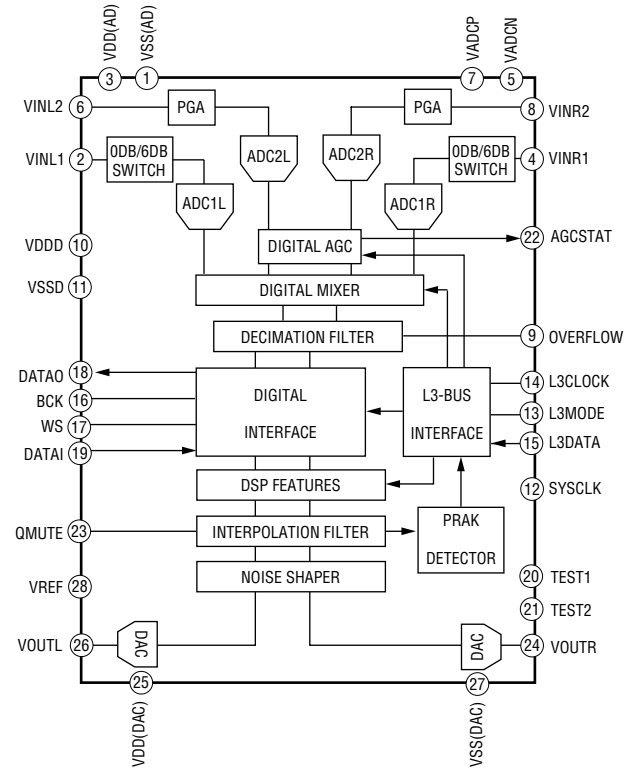 VDD(AD)
VSS(AD)
VADCP
VADCN
3
1
7
5
VINL2
6
PGA
PGA
8
VINR2
VINL1
2
0DB/6DB
SWITCH
ADC2L
ADC2R
0DB/6DB
SWITCH
4
VINR1
ADC1L
ADC1R
VDDD
10
DIGITAL AGC
22
AGCSTAT
VSSD
11
DIGITAL MIXER
DECIMATION FILTER
9
OVERFLOW
DATAO
18
BCK
16
WS
17
DATAI
19
DIGITAL
INTERFACE
L3-BUS
INTERFACE
14
L3CLOCK
13
L3MODE
15
L3DATA
DSP FEATURES
12
SYSCLK
QMUTE
23
INTERPOLATION FILTER
PRAK
DETECTOR
VREF
28
NOISE SHAPER
20
TEST1
21
TEST2
VOUTL
26
DAC
DAC
24
VOUTR
25
27
VDD(DAC)
VSS(DAC)